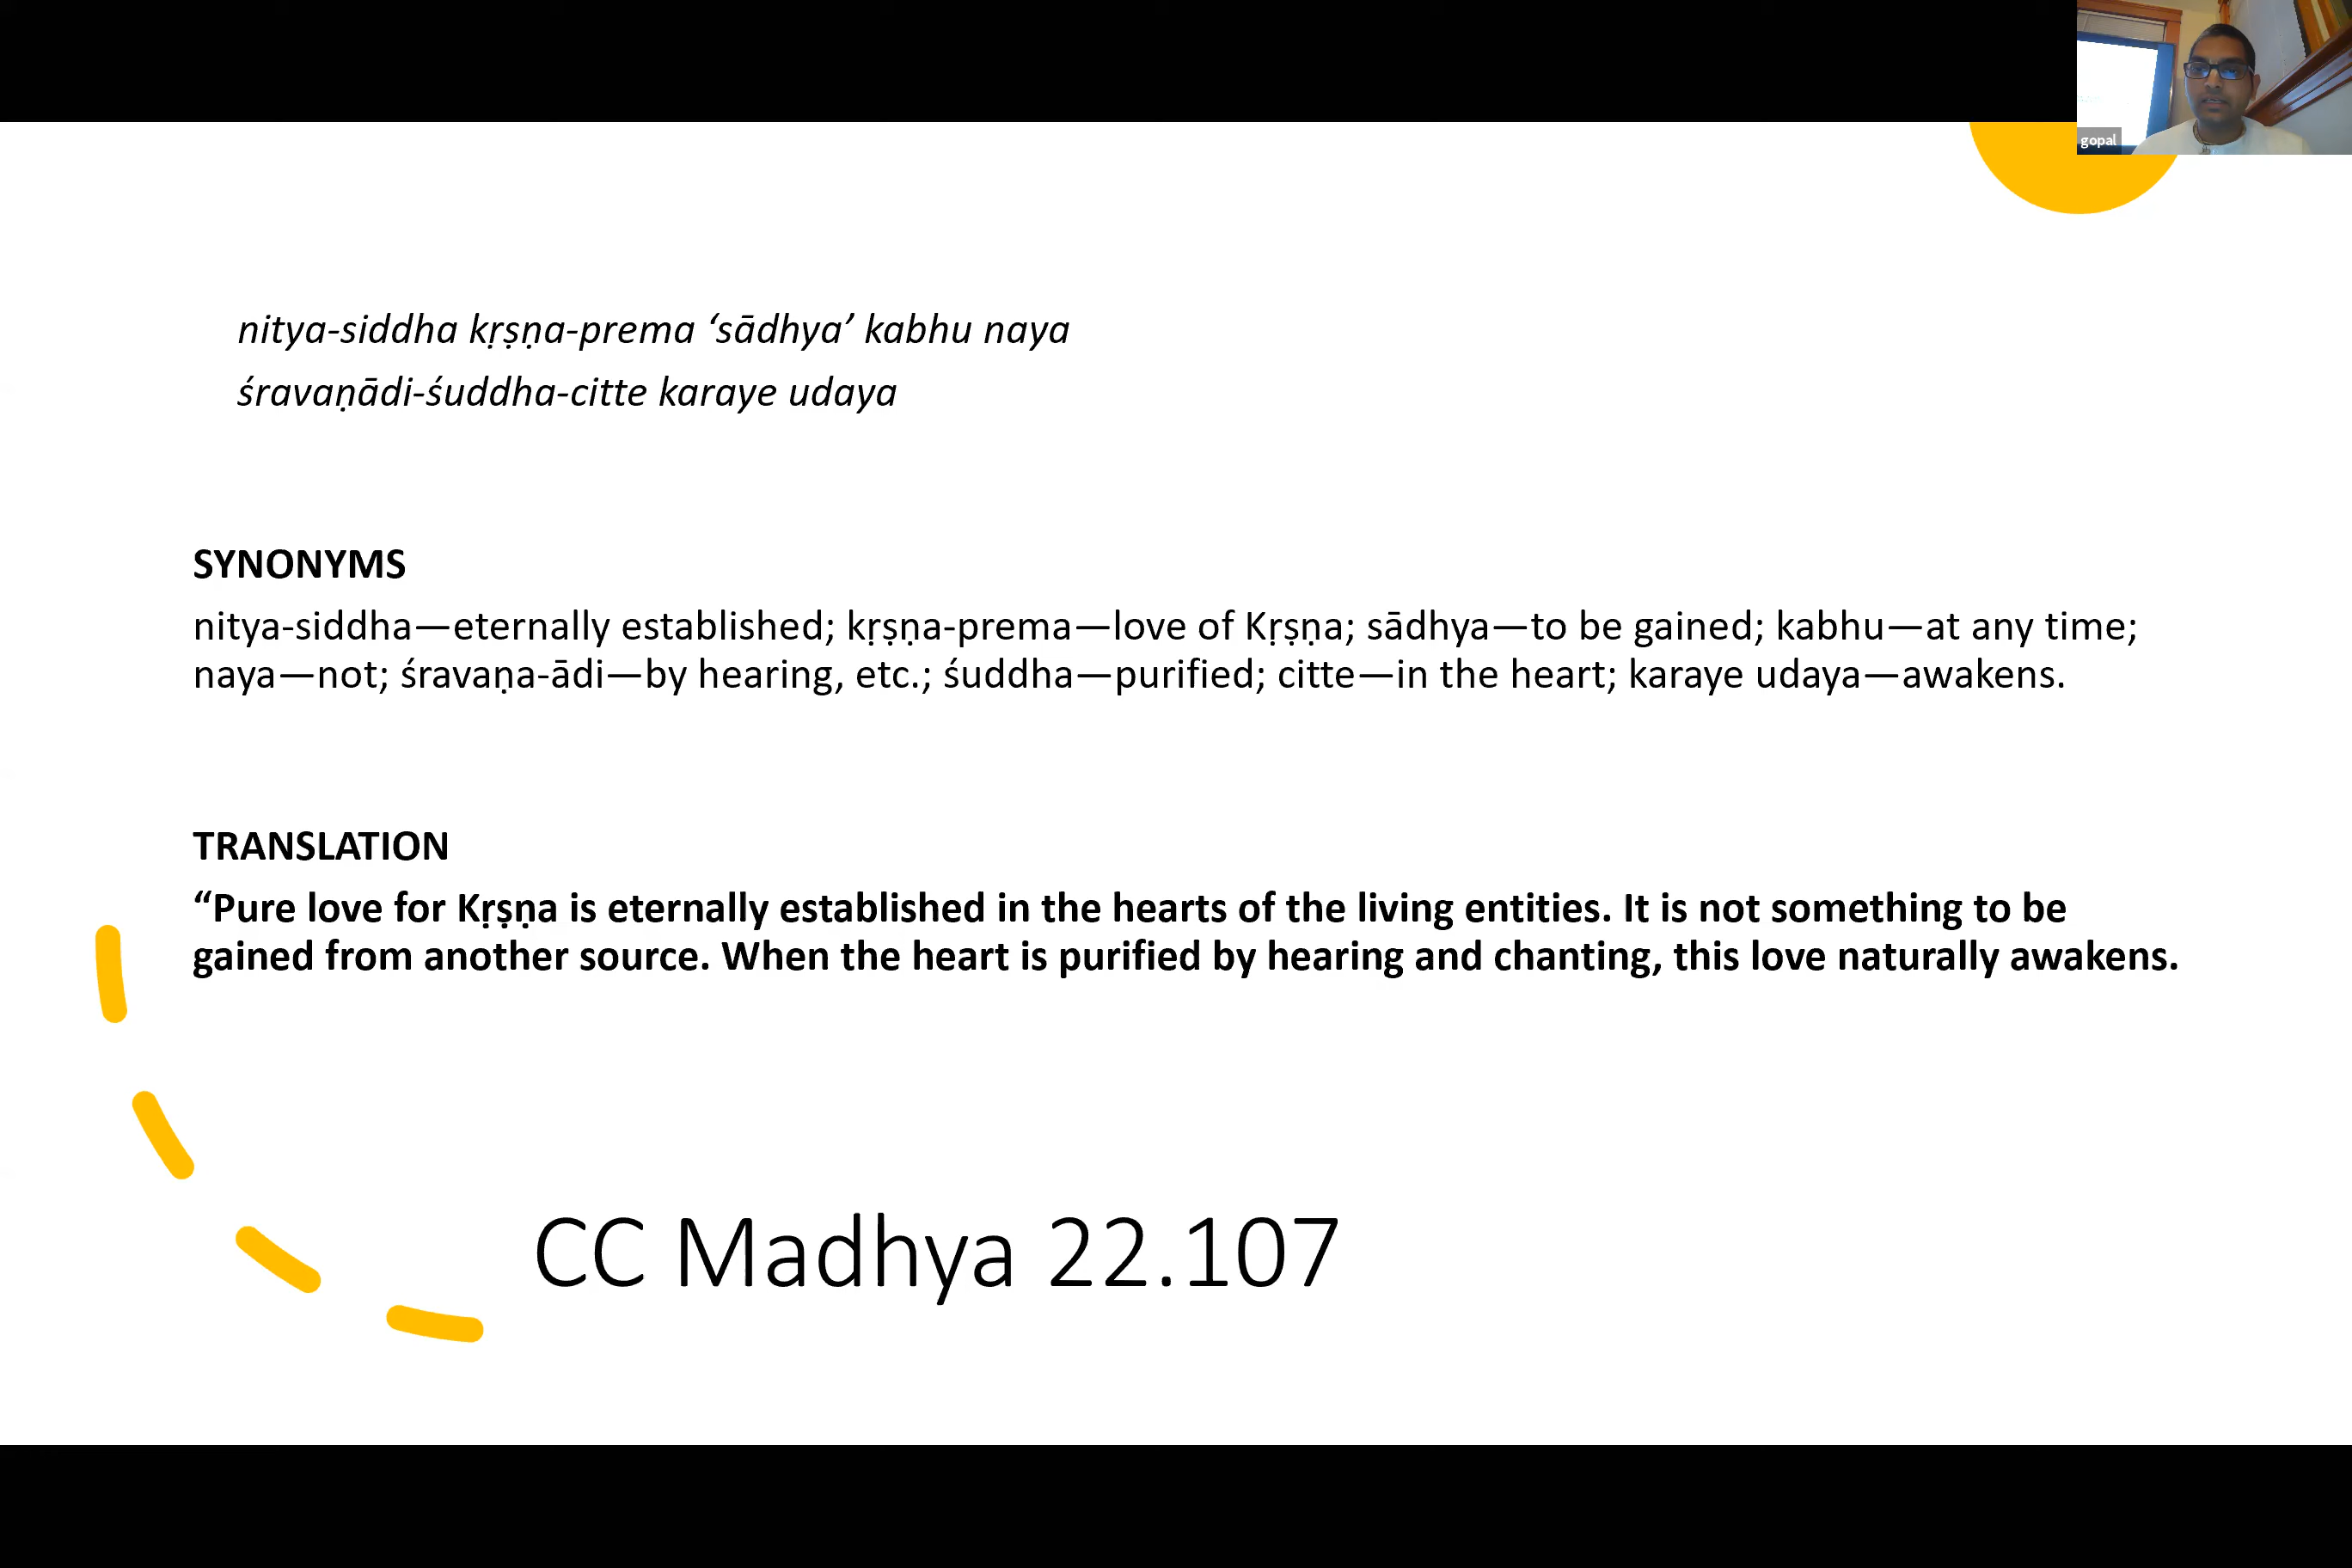 gopal
nitya-siddha kṛṣṇa-prema ‘sādhya’ kabhu naya
śravaṇādi-śuddha-citte karaye udaya
SYNONYMS
nitya-siddha—eternally established; kṛṣṇa-prema—love of Kṛṣṇa; sādhya—to be gained; kabhu—at any time;
naya—not; śravaṇa-ādi—by hearing, etc.; śuddha—purified; citte—in the heart; karaye udaya—awakens.
TRANSLATION
“Pure love for Kṛṣṇa is eternally established in the hearts of the living entities. It is not something to be
gained from another source. When the heart is purified by hearing and chanting, this love naturally awakens.
CC Madhya 22.107